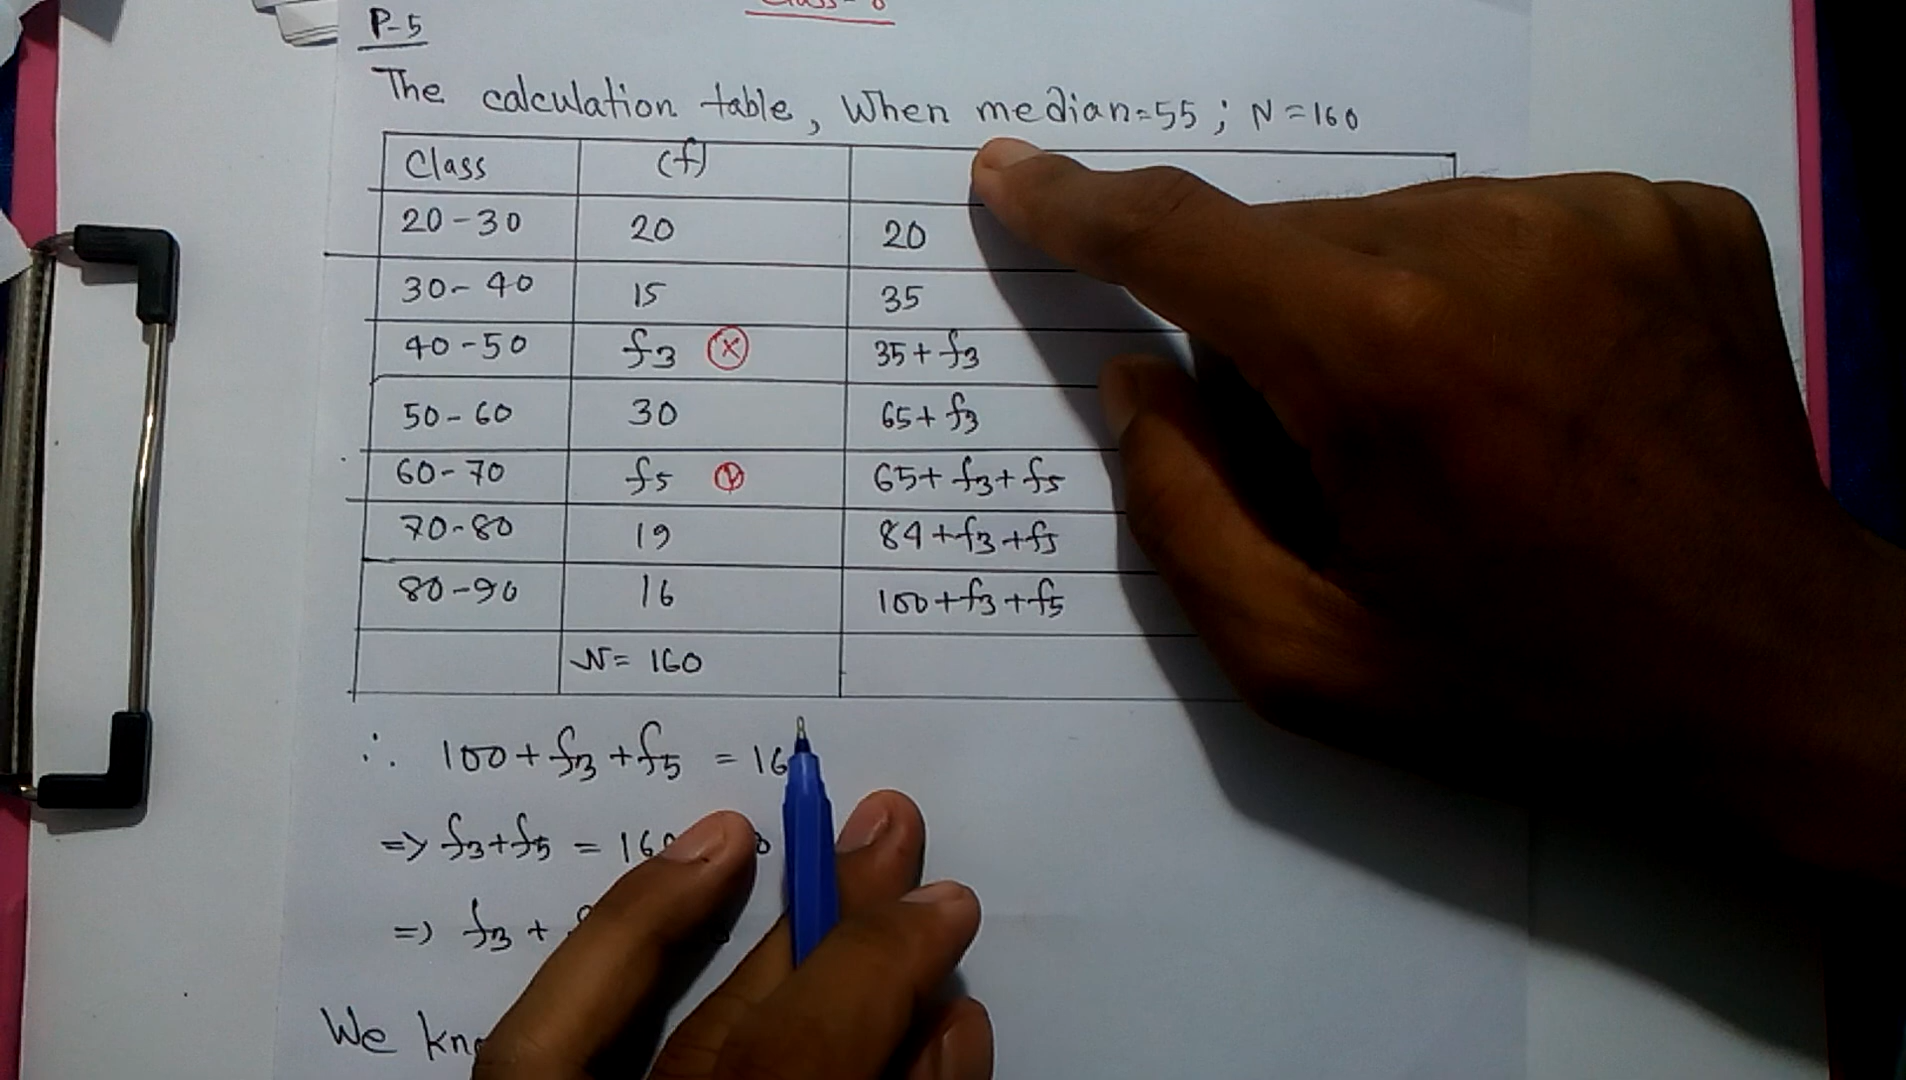 P-5
The calculation table, When median=55; N=160
Class (f)
20-30 20 20
30-40 15 35
40-50 f3 (x) 35+f3
50-60 30 65+f3
60-70 f5 65+f3+f5
70-80 19 84+f3+f5
80-90 16 100+f3+f5
N= 160
∴ 100+f3+f5 = 16
=> f3+f5 =
=> f3 +
We